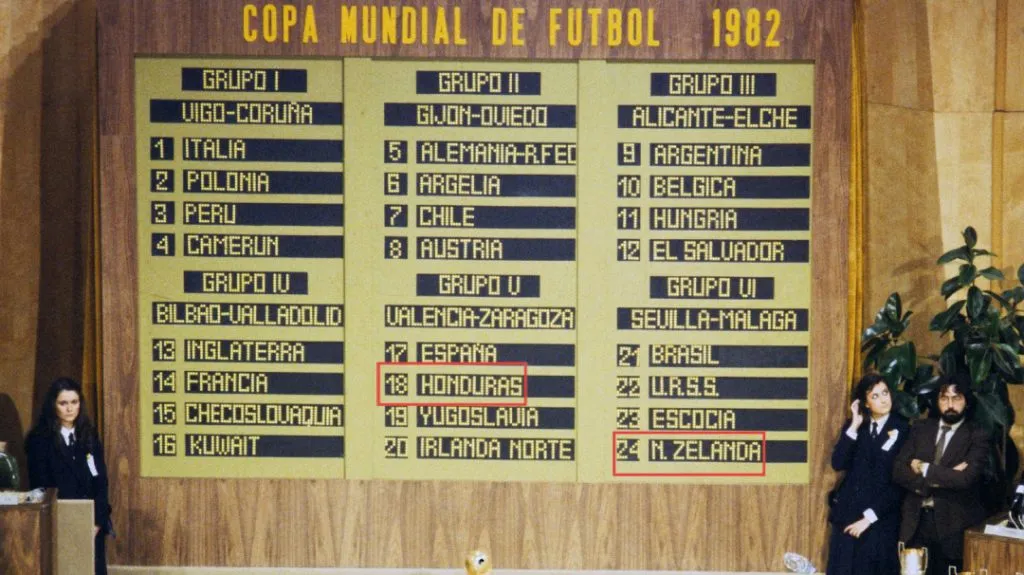 COPA MUNDIAL DE FUTBOL 1982
GRUPO I
VIGO-CORUÑA
1 ITALIA
2 POLONIA
3 PERU
4 CAMERUN
GRUPO II
GIJON-OVIEDO
5 ALEMANIA-R.FED
6 ARGELIA
7 CHILE
8 AUSTRIA
GRUPO III
ALICANTE-ELCHE
9 ARGENTINA
10 BELGICA
11 HUNGRIA
12 EL SALVADOR
GRUPO IV
BILBAO-VALLADOLID
13 INGLATERRA
14 FRANCIA
15 CHECOSLOVAQUIA
16 KUWAIT
GRUPO V
VALENCIA-ZARAGOZA
17 ESPAÑA
18 HONDURAS
19 YUGOSLAVIA
20 IRLANDA NORTE
GRUPO VI
SEVILLA-MALAGA
21 BRASIL
22 U.R.S.S.
23 ESCOCIA
24 N. ZELANDA